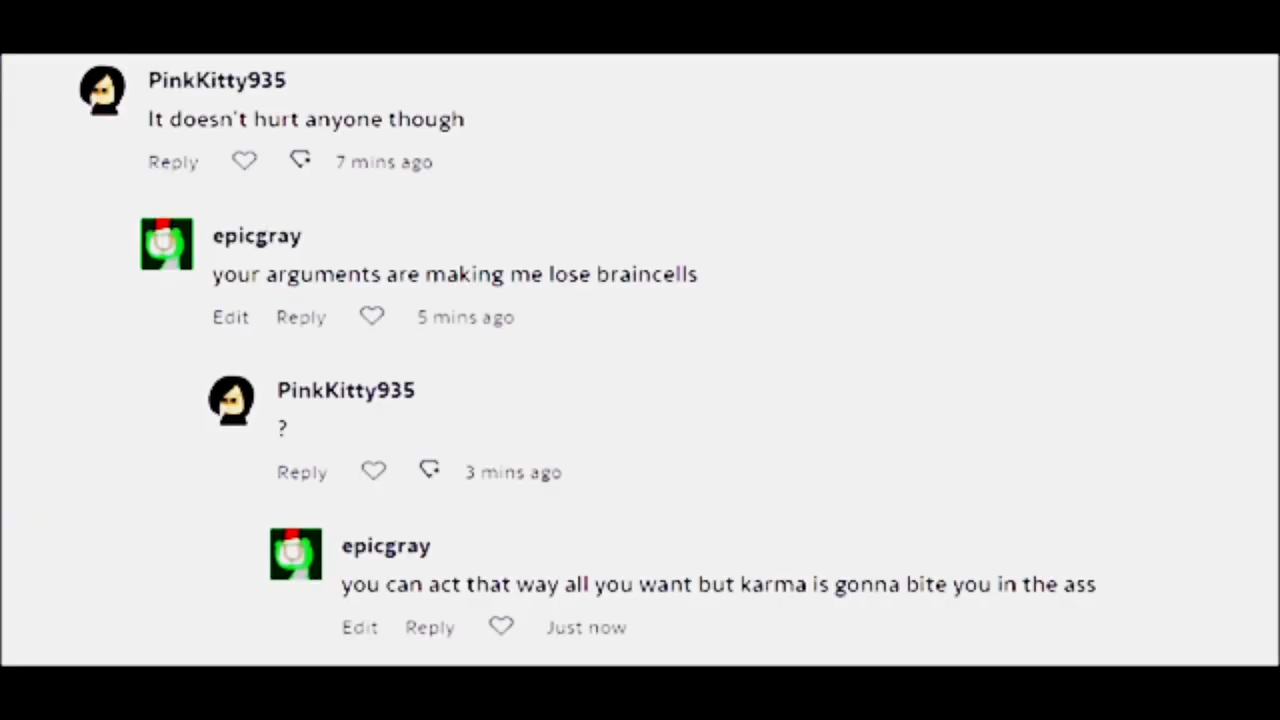 PinkKitty935
It doesn't hurt anyone though
Reply 7 mins ago
epicgray
your arguments are making me lose braincells
Edit Reply 5 mins ago
PinkKitty935
?
Reply 3 mins ago
epicgray
you can act that way all you want but karma is gonna bite you in the ass
Edit Reply Just now